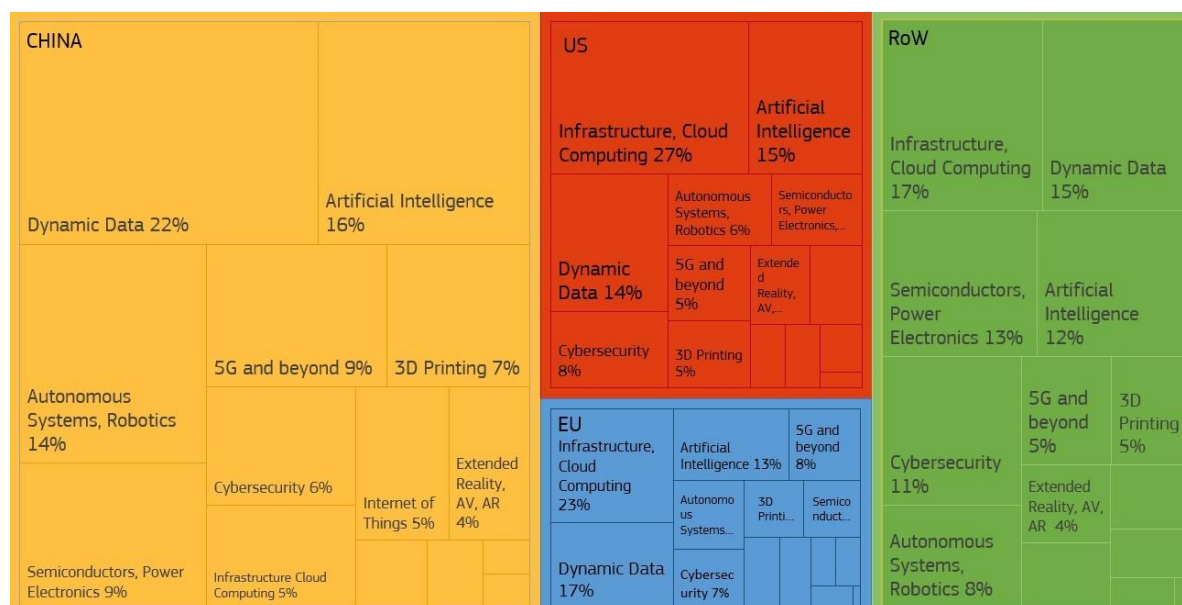 CHINA
Dynamic Data 22%
Artificial Intelligence
16%
Autonomous
Systems, Robotics
14%
5G and beyond 9%
3D Printing 7%
Semiconductors, Power
Electronics 9%
Cybersecurity 6%
Infrastructure Cloud
Computing 5%
Internet of
Things 5%
Extended
Reality,
AV, AR
4%
US
Infrastructure, Cloud
Computing 27%
Artificial
Intelligence
15%
Dynamic
Data 14%
Cybersecurity
8%
Autonomous
Systems,
Robotics 6%
Semiconducto
rs, Power
Electronics,...
5G and
beyond
5%
Extende
d
Reality,
AV,...
3D Printing
5%
EU
Infrastructure,
Cloud
Computing
23%
Dynamic Data
17%
Artificial
Intelligence 13%
5G and
beyond
8%
Autonomo
us
Systems...
3D
Printi...
Semico
nduct...
Cybersec
urity 7%
RoW
Infrastructure,
Cloud Computing
17%
Dynamic Data
15%
Semiconductors,
Power
Electronics 13%
Artificial
Intelligence
12%
Cybersecurity
11%
5G and
beyond
5%
3D
Printing
5%
Extended
Reality, AV,
AR 4%
Autonomous
Systems,
Robotics 8%